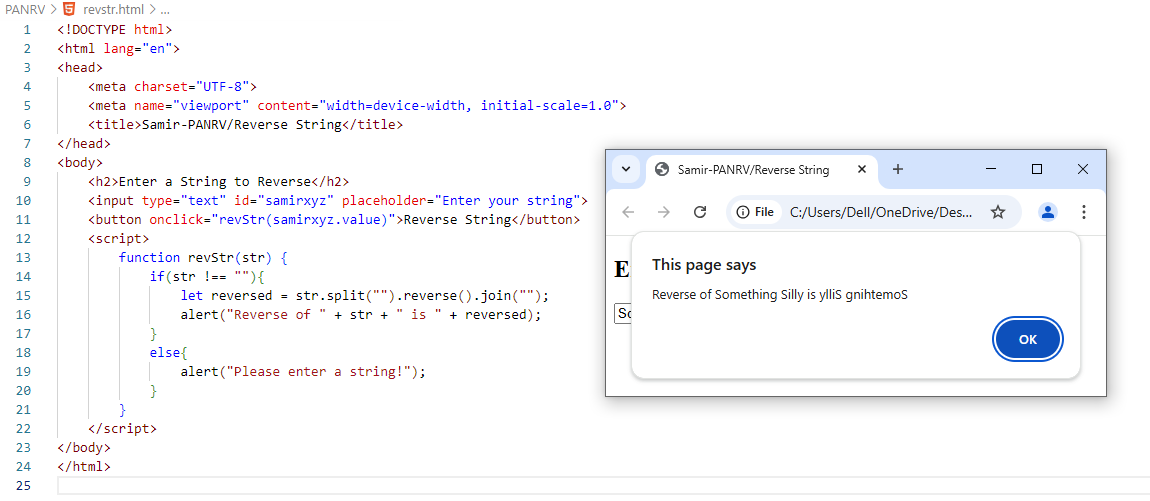 PANRV > revstr.html > ...
1 <!DOCTYPE html>
2 <html lang="en">
3 <head>
4 <meta charset="UTF-8">
5 <meta name="viewport" content="width=device-width, initial-scale=1.0">
6 <title>Samir-PANRV/Reverse String</title>
7 </head>
8 <body>
9 <h2>Enter a String to Reverse</h2>
10 <input type="text" id="samirxyz" placeholder="Enter your string">
11 <button onclick="revStr(samirxyz.value)">Reverse String</button>
12 <script>
13 function revStr(str) {
14 if(str !== ""){
15 let reversed = str.split("").reverse().join("");
16 alert("Reverse of " + str + " is " + reversed);
17 }
18 else{
19 alert("Please enter a string!");
20 }
21 }
22 </script>
23 </body>
24 </html>
25
Samir-PANRV/Reverse String
File C:/Users/Dell/OneDrive/Des...
This page says
Reverse of Something Silly is ylliS gnihtemoS
OK
E
So